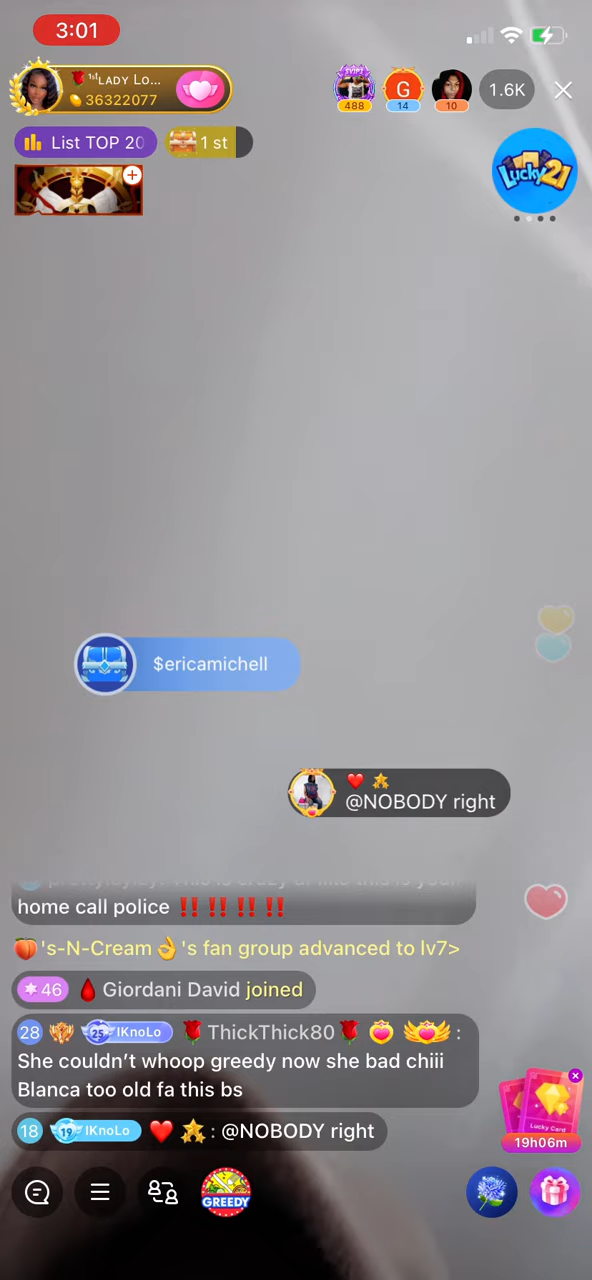 3:01
🌹 1stLADY Lo...
36322077
SVIP2
488
G
14
10
1.6K
List TOP 20
1 st
Lucky21
$ericamichell
❤️ ⭐
@NOBODY right
home call police ‼️‼️‼️‼️
🍑's-N-Cream👌's fan group advanced to lv7>
46 🩸 Giordani David joined
28 25 IKnoLo 🌹ThickThick80🌹 :
She couldn't whoop greedy now she bad chiii
Blanca too old fa this bs
18 19 IKnoLo ❤️ ⭐ : @NOBODY right
Lucky Card
19h06m
GREEDY